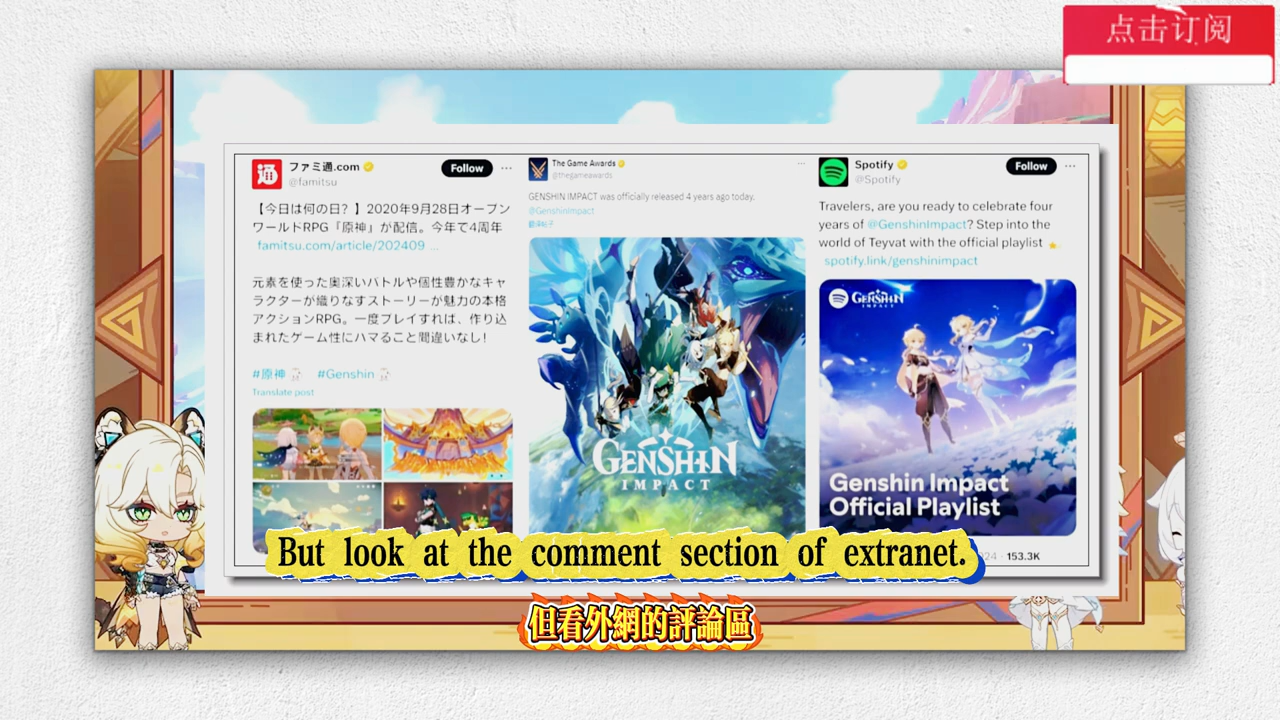 点击订阅
ファミ通.com
@famitsu
Follow
【今日は何の日？】2020年9月28日オープン
ワールドRPG「原神」が配信。今年で4周年
famitsu.com/article/202409 ...
元素を使った奥深いバトルや個性豊かなキャ
ラクターが織りなすストーリーが魅力の本格
アクションRPG。一度プレイすれば、作り込
まれたゲーム性にハマること間違いなし！
#原神 #Genshin
Translate post
The Game Awards
@thegameawards
GENSHIN IMPACT was officially released 4 years ago today.
@GenshinImpact
翻译帖子
GENSHIN
IMPACT
Spotify
@Spotify
Follow
Travelers, are you ready to celebrate four
years of @GenshinImpact? Step into the
world of Teyvat with the official playlist
spotify.link/genshinimpact
GENSHIN
IMPACT
Genshin Impact
Official Playlist
153.3K
But look at the comment section of extranet.
但看外網的評論區